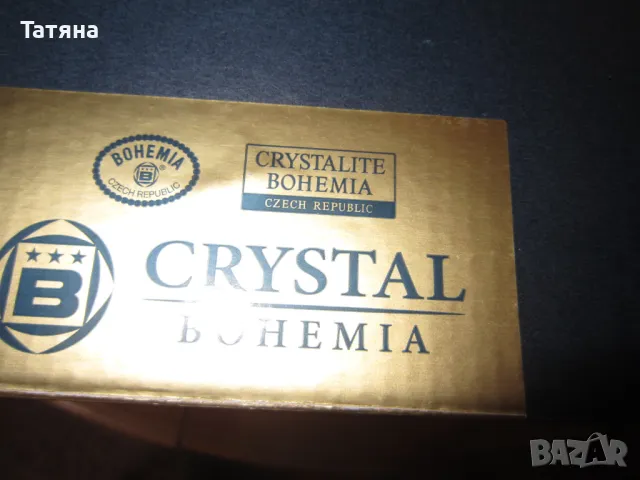 Татяна
BOHEMIA
B
®
CZECH REPUBLIC
CRYSTALITE
BOHEMIA
CZECH REPUBLIC
B
CRYSTAL
BOHEMIA
BAZAR